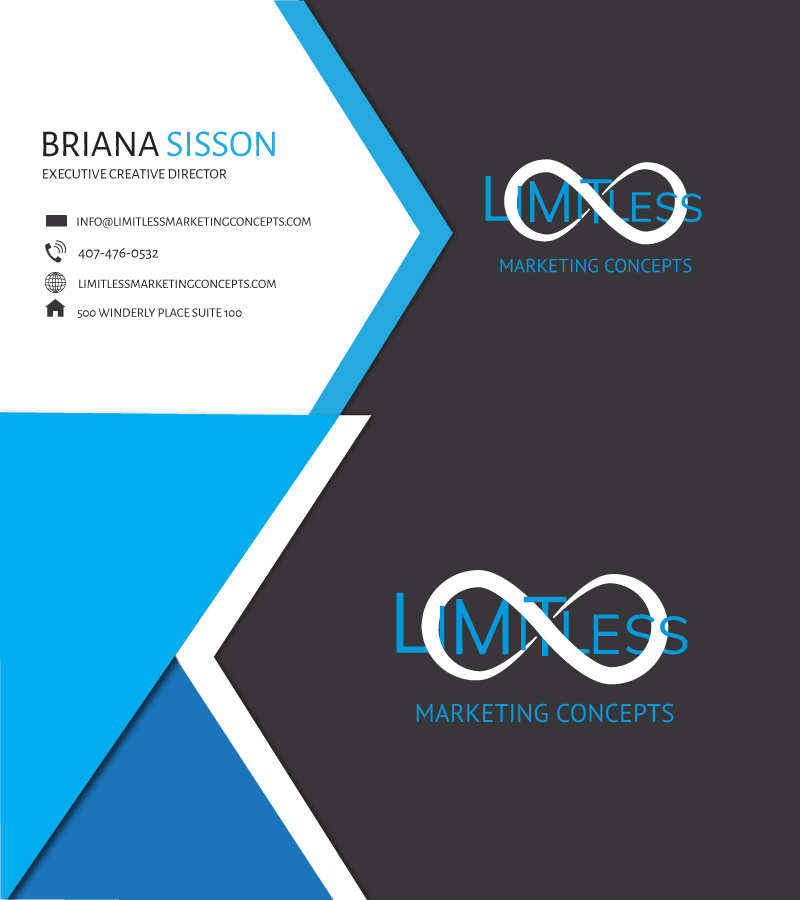 BRIANA SISSON
EXECUTIVE CREATIVE DIRECTOR
INFO@LIMITLESSMARKETINGCONCEPTS.COM
407-476-0532
LIMITLESSMARKETINGCONCEPTS.COM
500 WINDERLY PLACE SUITE 100
LIMITLESS
MARKETING CONCEPTS
LIMITLESS
MARKETING CONCEPTS